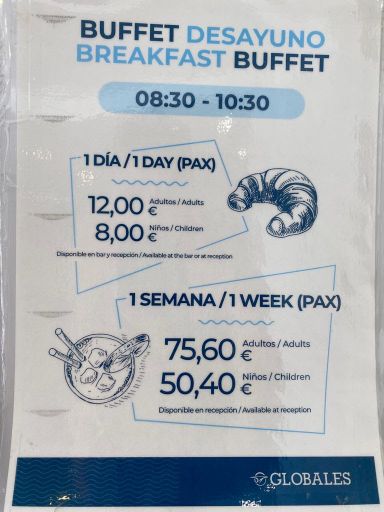 BUFFET DESAYUNO
BREAKFAST BUFFET
08:30 - 10:30
1 DÍA / 1 DAY (PAX)
12,00 € Adultos / Adults
8,00 € Niños / Children
Disponible en bar y recepción / Available at the bar or at reception
1 SEMANA / 1 WEEK (PAX)
75,60 € Adultos / Adults
50,40 € Niños / Children
Disponible en recepción / Available at reception
GLOBALES